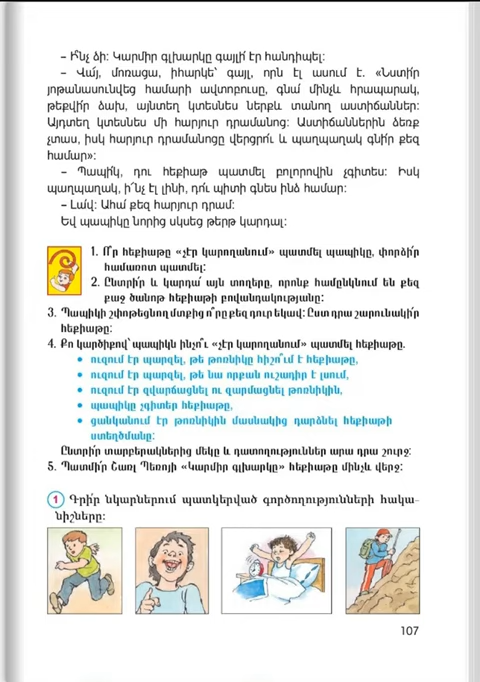 – Ի՞նչ ձի: Կարմիր գլխարկը գայլի՛ էր հանդիպել:
– Վա՜յ, մոռացա, իհարկե՝ գայլ, որն էլ ասում է. «Նստի՛ր
յոթանասունվեց համարի ավտոբուսը, գնա՛ մինչև հրապարակ,
թեքվի՛ր ձախ, այնտեղ կտեսնես ներքև տանող աստիճաններ:
Այդտեղ կտեսնես մի հարյուր դրամանոց: Աստիճաններին ձեռք
չտաս, իսկ հարյուր դրամանոցը վերցրո՛ւ և պաղպաղակ գնի՛ր քեզ
համար»:
– Պապի՛կ, դու հեքիաթ պատմել բոլորովին չգիտես: Իսկ
պաղպաղակ, ի՜նչ էլ լինի, դո՛ւ պիտի գնես ինձ համար:
– Լա՛վ: Ահա՛ քեզ հարյուր դրամ:
Եվ պապիկը նորից սկսեց թերթ կարդալ:
1. Ո՞ր հեքիաթը «չէր կարողանում» պատմել պապիկը, փորձի՛ր
համառոտ պատմել:
2. Ընտրի՛ր և կարդա՛ այն տողերը, որոնք համընկնում են քեզ
քաջ ծանոթ հեքիաթի բովանդակությանը:
3. Պապիկի շփոթեցնող մտքից ո՞րը քեզ դուր եկավ: Ըստ դրա շարունակի՛ր
հեքիաթը:
4. Քո կարծիքով՝ պապիկն ինչո՞ւ «չէր կարողանում» պատմել հեքիաթը.
• ուզում էր պարզել, թե թոռնիկը հիշո՞ւմ է հեքիաթը,
• ուզում էր պարզել, թե նա որքան ուշադիր է լսում,
• ուզում էր զվարճացնել ու զարմացնել թոռնիկին,
• պապիկը չգիտեր հեքիաթը,
• ցանկանում էր թոռնիկին մասնակից դարձնել հեքիաթի
ստեղծմանը:
Ընտրի՛ր տարբերակներից մեկը և դատողություններ արա դրա շուրջ:
5. Պատմի՛ր Շառլ Պեռոյի «Կարմիր գլխարկը» հեքիաթը մինչև վերջ:
1 Գրի՛ր նկարներում պատկերված գործողությունների հակա-
նիշները:
107